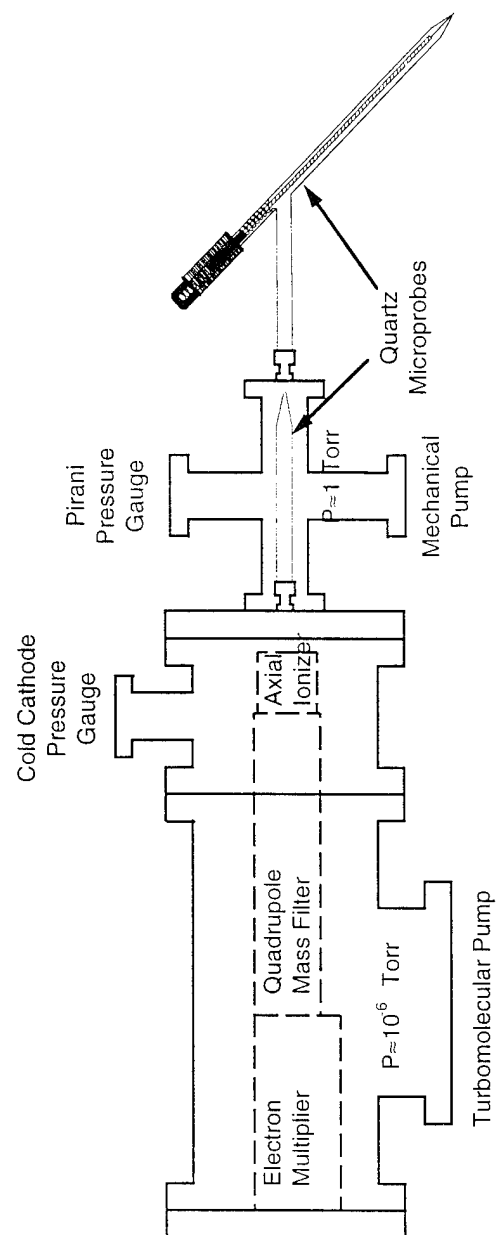 Cold Cathode
Pressure
Gauge
Pirani
Pressure
Gauge
Electron
Multiplier
Quadrupole
Mass Filter
Axial
Ionizer
P≈10⁻⁶ Torr
P≈1 Torr
Turbomolecular Pump
Mechanical
Pump
Quartz
Microprobes